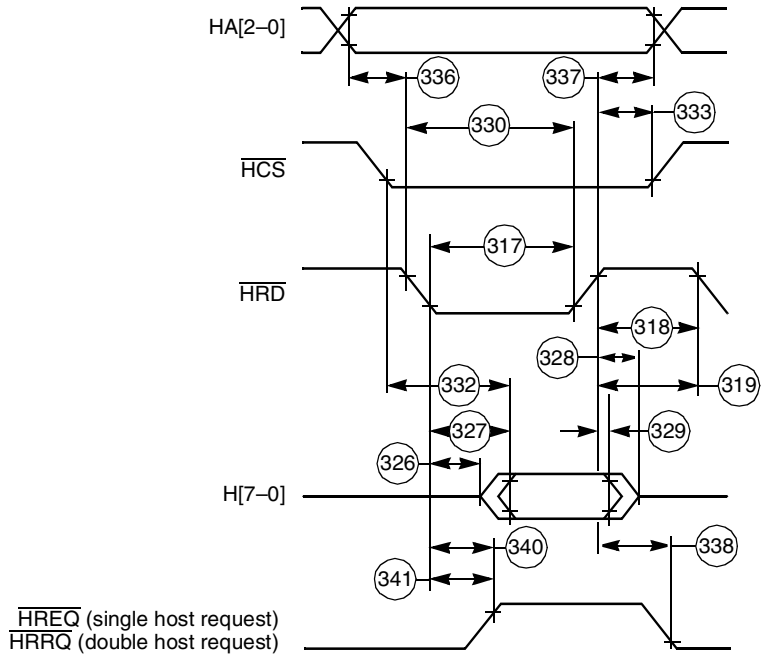 HA[2–0]
336
337
333
330
HCS
317
HRD
318
328
332
319
327
329
326
H[7–0]
340
338
341
HREQ (single host request)
HRRQ (double host request)